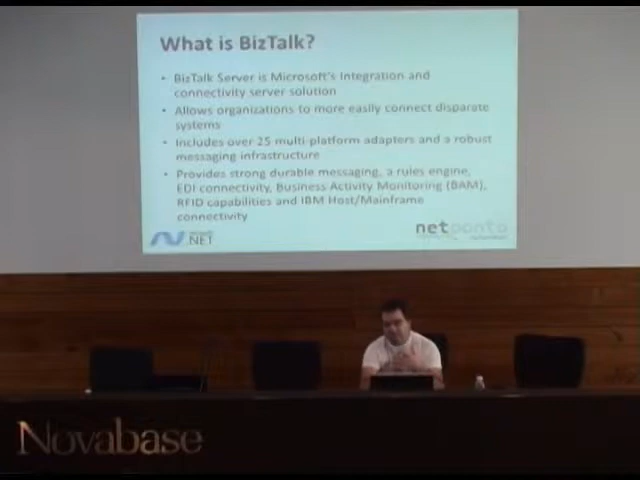 What is BizTalk?
• BizTalk Server is Microsoft's Integration and
connectivity server solution
• Allows organizations to more easily connect disparate
systems
• Includes over 25 multi-platform adapters and a robust
messaging infrastructure
• Provides strong durable messaging, a rules engine,
EDI connectivity, Business Activity Monitoring (BAM),
RFID capabilities and IBM Host/Mainframe
connectivity
.NET
netponto
Novabase